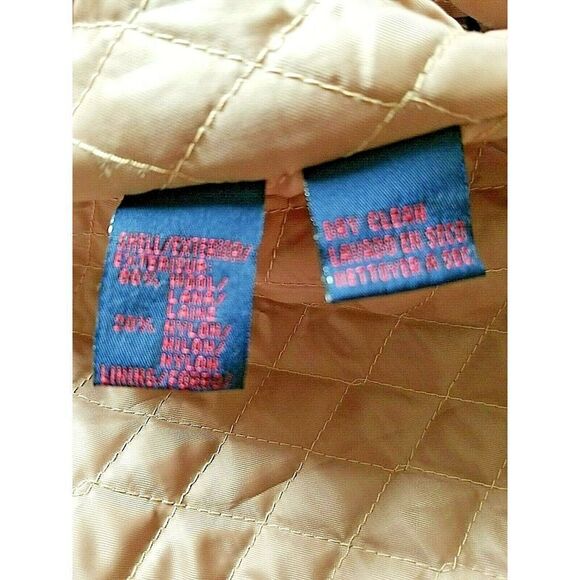 SHELL/EXTERIOR/
EXTERIEUR
80% WOOL/
LANA/
LAINE
20% NYLON/
NILON/
NYLON
LINING/FORRO/
DRY CLEAN
LAVADO EN SECO
NETTOYER A SEC